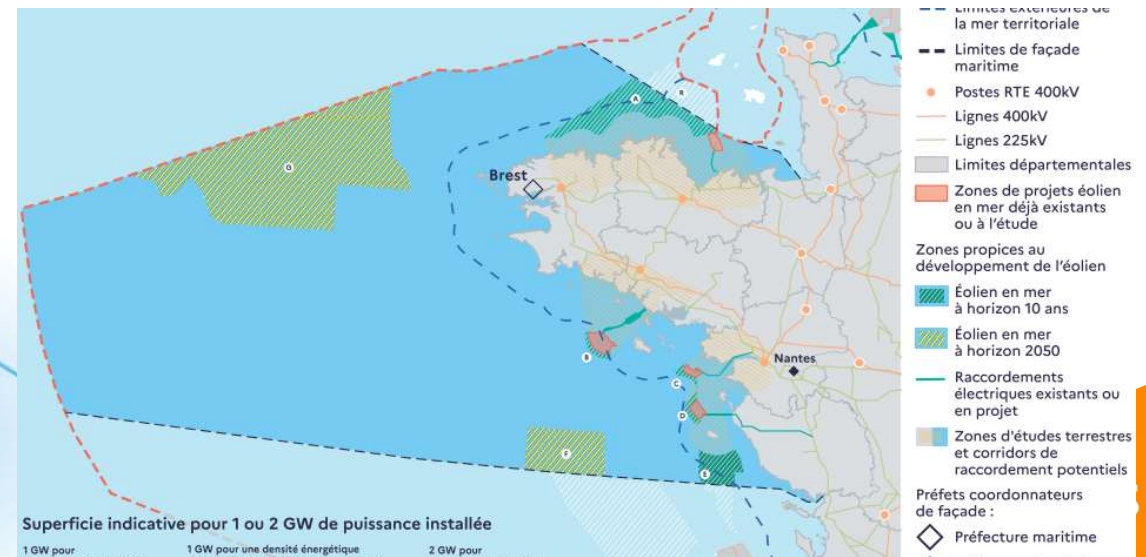 Limites extérieures de
la mer territoriale
Limites de façade
maritime
Postes RTE 400kV
Lignes 400kV
Lignes 225kV
Limites départementales
Zones de projets éolien
en mer déjà existants
ou à l'étude
Zones propices au
développement de l'éolien
Éolien en mer
à horizon 10 ans
Éolien en mer
à horizon 2050
Raccordements
électriques existants ou
en projet
Zones d'études terrestres
et corridors de
raccordement potentiels
Préfets coordonnateurs
de façade :
Préfecture maritime
A
R
G
Brest
B
Nantes
C
D
F
E
Superficie indicative pour 1 ou 2 GW de puissance installée
1 GW pour
1 GW pour une densité énergétique
2 GW pour